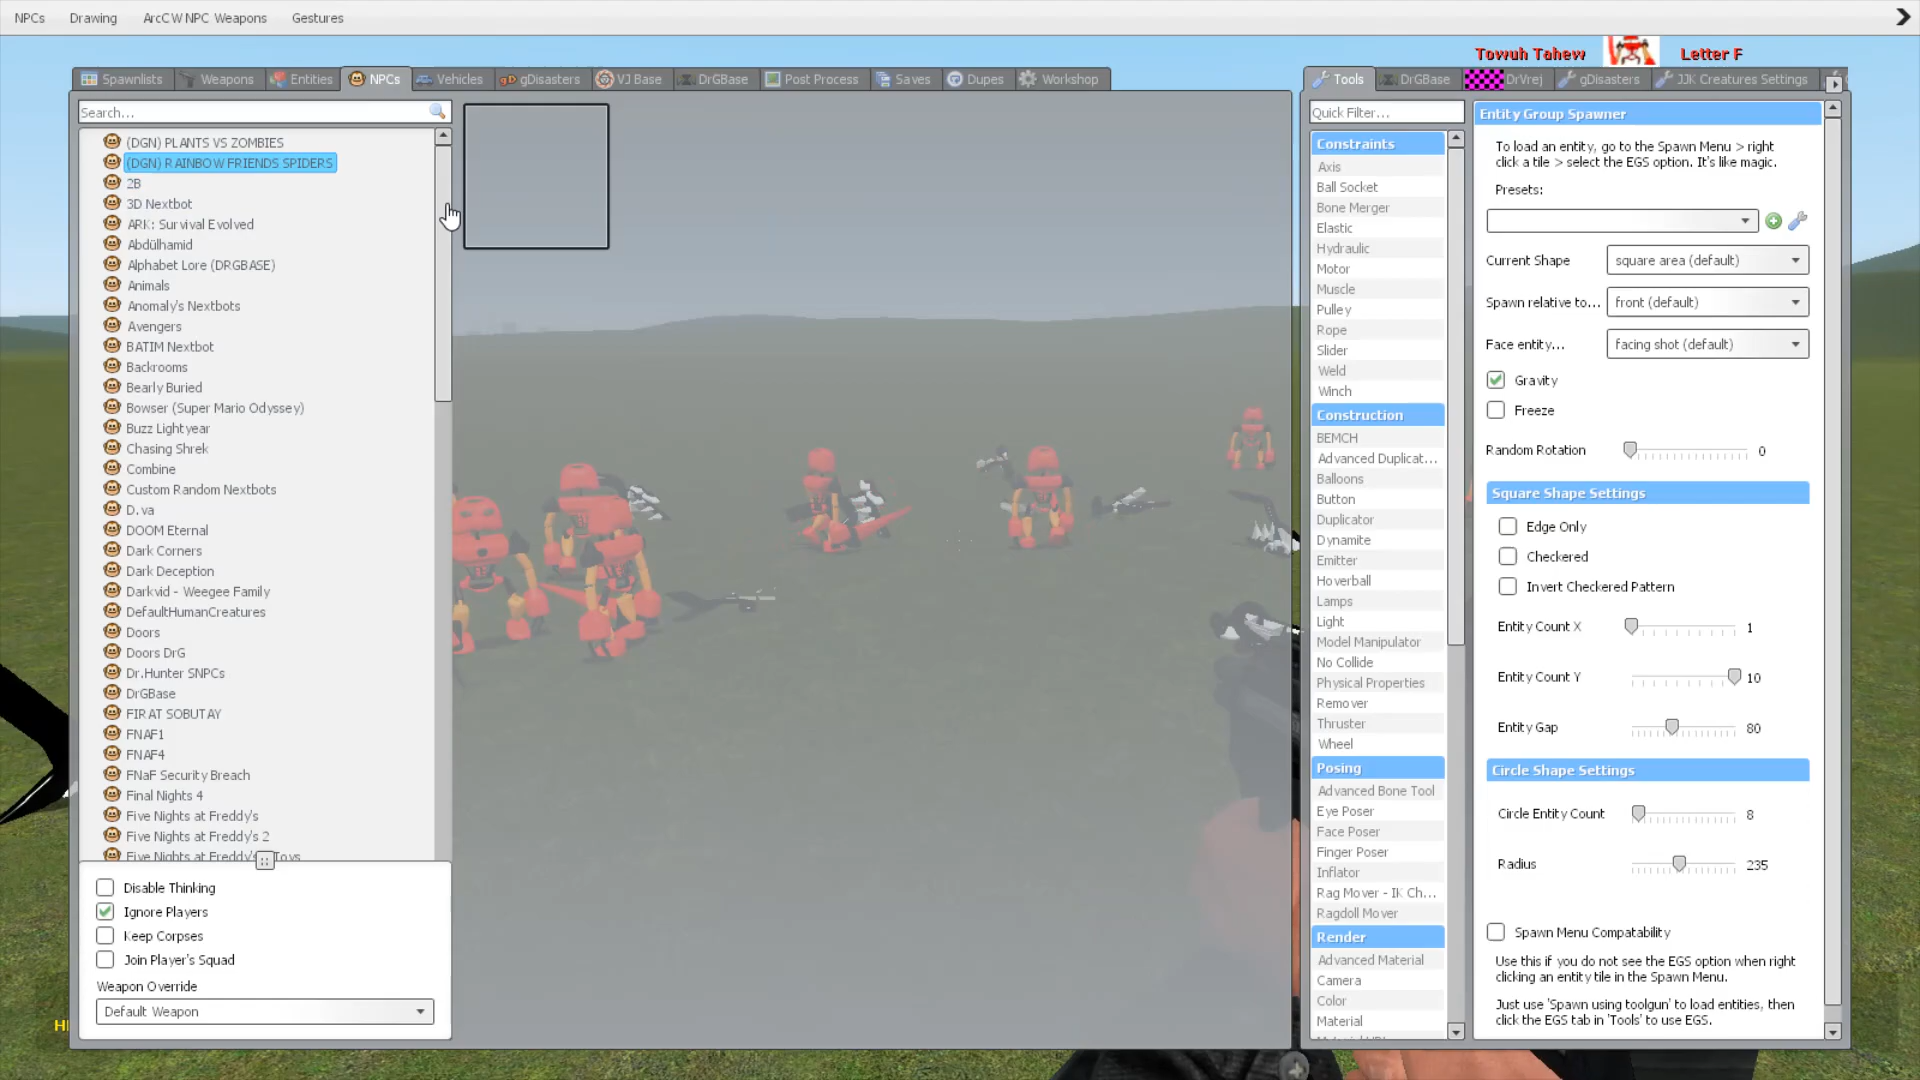 NPCs Drawing ArcCW NPC Weapons Gestures
Towuh Tahew Letter F
Spawnlists Weapons Entities NPCs Vehicles gDisasters VJ Base DrGBase Post Process Saves Dupes Workshop
Tools DrGBase DrVrej gDisasters JJK Creatures Settings
Search...
(DGN) PLANTS VS ZOMBIES
(DGN) RAINBOW FRIENDS SPIDERS
2B
3D Nextbot
ARK: Survival Evolved
Abdülhamid
Alphabet Lore (DRGBASE)
Animals
Anomaly's Nextbots
Avengers
BATIM Nextbot
Backrooms
Bearly Buried
Bowser (Super Mario Odyssey)
Buzz Lightyear
Chasing Shrek
Combine
Custom Random Nextbots
D.va
DOOM Eternal
Dark Corners
Dark Deception
Darkvid - Weegee Family
DefaultHumanCreatures
Doors
Doors DrG
Dr.Hunter SNPCs
DrGBase
FIRAT SOBUTAY
FNAF1
FNAF4
FNaF Security Breach
Final Nights 4
Five Nights at Freddy's
Five Nights at Freddy's 2
Five Nights at Freddy's Toys
Disable Thinking
Ignore Players
Keep Corpses
Join Player's Squad
Weapon Override
Default Weapon
Quick Filter...
Constraints
Axis
Ball Socket
Bone Merger
Elastic
Hydraulic
Motor
Muscle
Pulley
Rope
Slider
Weld
Winch
Construction
BEMCH
Advanced Duplicat...
Balloons
Button
Duplicator
Dynamite
Emitter
Hoverball
Lamps
Light
Model Manipulator
No Collide
Physical Properties
Remover
Thruster
Wheel
Posing
Advanced Bone Tool
Eye Poser
Face Poser
Finger Poser
Inflator
Rag Mover - IK Ch...
Ragdoll Mover
Render
Advanced Material
Camera
Color
Material
Entity Group Spawner
To load an entity, go to the Spawn Menu > right
click a tile > select the EGS option. It's like magic.
Presets:
Current Shape square area (default)
Spawn relative to... front (default)
Face entity... facing shot (default)
Gravity
Freeze
Random Rotation 0
Square Shape Settings
Edge Only
Checkered
Invert Checkered Pattern
Entity Count X 1
Entity Count Y 10
Entity Gap 80
Circle Shape Settings
Circle Entity Count 8
Radius 235
Spawn Menu Compatability
Use this if you do not see the EGS option when right
clicking an entity tile in the Spawn Menu.
Just use 'Spawn using toolgun' to load entities, then
click the EGS tab in 'Tools' to use EGS.